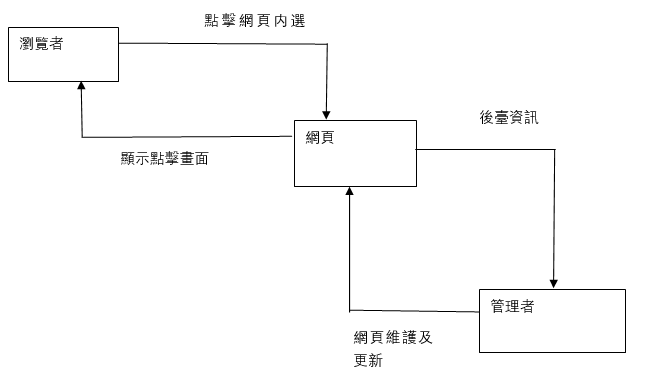 點擊網頁內選
瀏覽者
後臺資訊
網頁
顯示點擊畫面
管理者
網頁維護及
更新